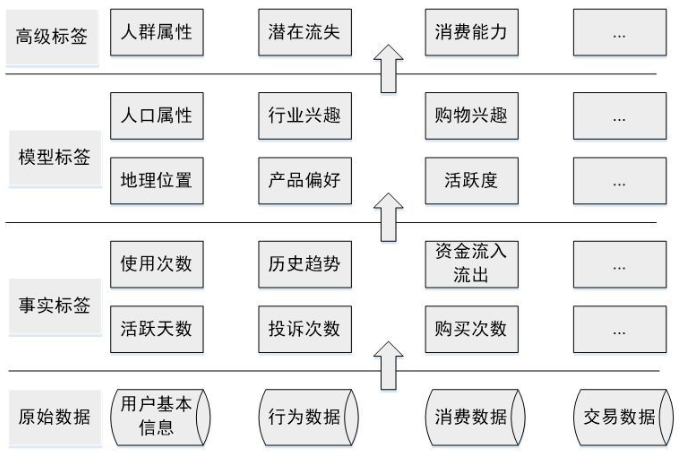 高级标签
人群属性
潜在流失
消费能力
...
模型标签
人口属性
行业兴趣
购物兴趣
...
地理位置
产品偏好
活跃度
...
事实标签
使用次数
历史趋势
资金流入
流出
...
活跃天数
投诉次数
购买次数
...
原始数据
用户基本
信息
行为数据
消费数据
交易数据